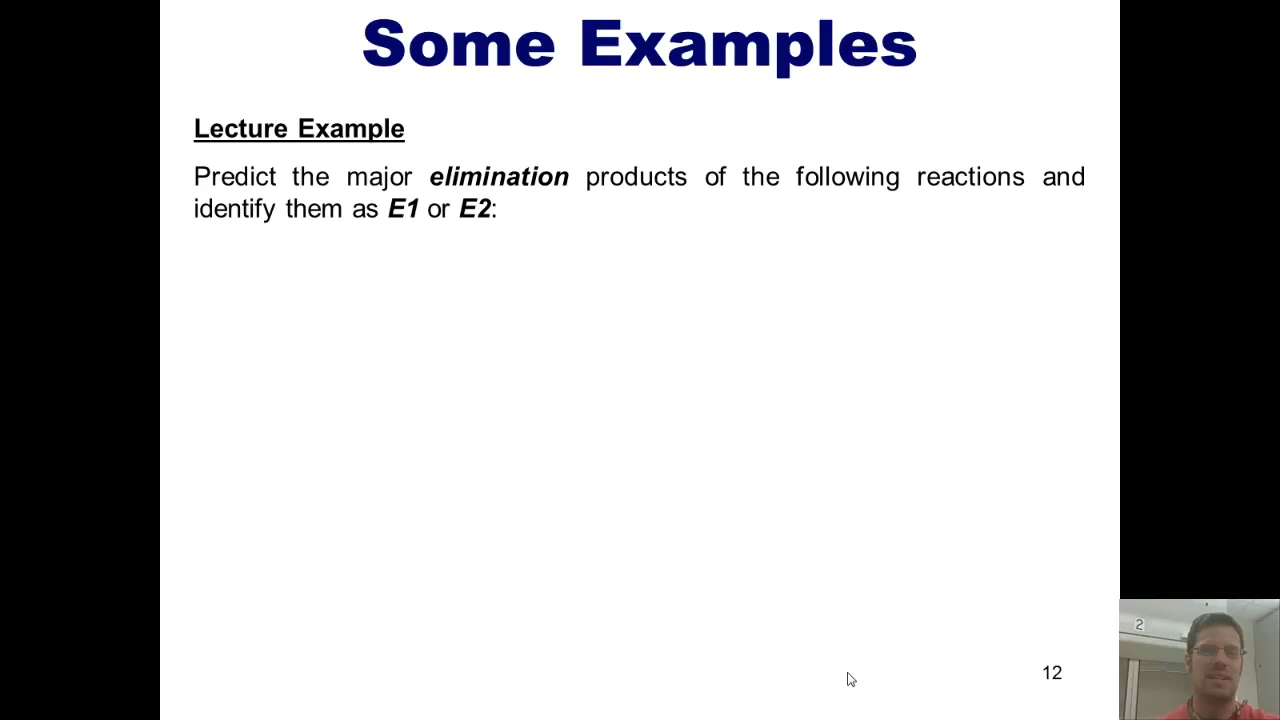 Some Examples
Lecture Example
Predict the major elimination products of the following reactions and
identify them as E1 or E2:
2
12